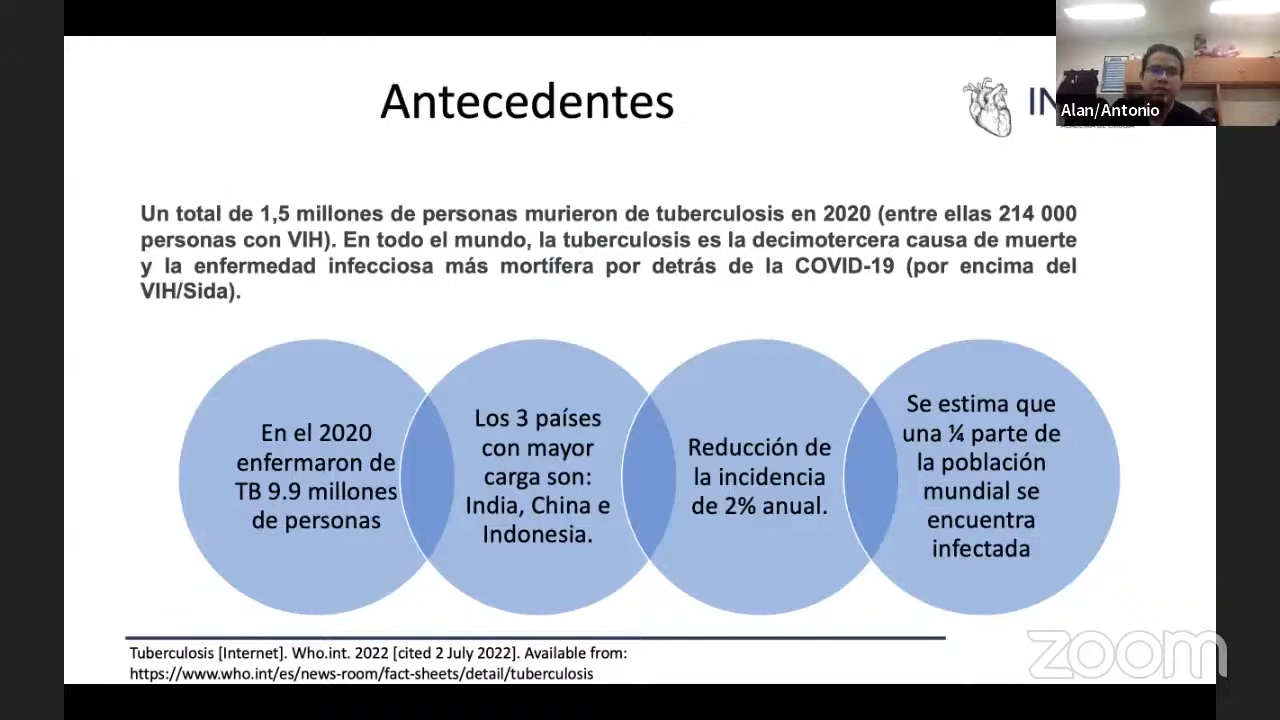 Antecedentes
IN
Alan/Antonio
Un total de 1,5 millones de personas murieron de tuberculosis en 2020 (entre ellas 214 000
personas con VIH). En todo el mundo, la tuberculosis es la decimotercera causa de muerte
y la enfermedad infecciosa más mortífera por detrás de la COVID-19 (por encima del
VIH/Sida).
En el 2020
enfermaron de
TB 9.9 millones
de personas
Los 3 países
con mayor
carga son:
India, China e
Indonesia.
Reducción de
la incidencia
de 2% anual.
Se estima que
una ¼ parte de
la población
mundial se
encuentra
infectada
Tuberculosis [Internet]. Who.int. 2022 [cited 2 July 2022]. Available from:
https://www.who.int/es/news-room/fact-sheets/detail/tuberculosis
zoom